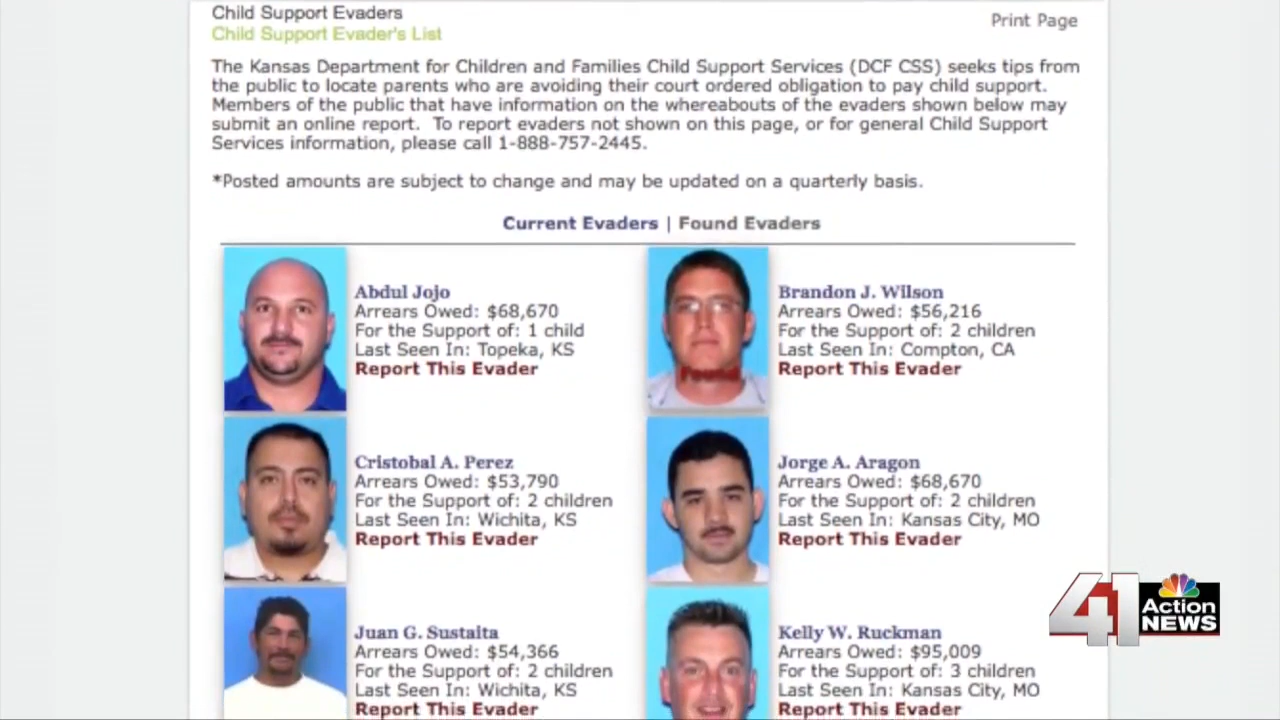 Child Support Evaders
Print Page
Child Support Evader's List
The Kansas Department for Children and Families Child Support Services (DCF CSS) seeks tips from
the public to locate parents who are avoiding their court ordered obligation to pay child support.
Members of the public that have information on the whereabouts of the evaders shown below may
submit an online report.  To report evaders not shown on this page, or for general Child Support
Services information, please call 1-888-757-2445.
*Posted amounts are subject to change and may be updated on a quarterly basis.
Current Evaders | Found Evaders
Abdul Jojo
Arrears Owed: $68,670
For the Support of: 1 child
Last Seen In: Topeka, KS
Report This Evader
Brandon J. Wilson
Arrears Owed: $56,216
For the Support of: 2 children
Last Seen In: Compton, CA
Report This Evader
Cristobal A. Perez
Arrears Owed: $53,790
For the Support of: 2 children
Last Seen In: Wichita, KS
Report This Evader
Jorge A. Aragon
Arrears Owed: $68,670
For the Support of: 2 children
Last Seen In: Kansas City, MO
Report This Evader
Juan G. Sustaita
Arrears Owed: $54,366
For the Support of: 2 children
Last Seen In: Wichita, KS
Report This Evader
Kelly W. Ruckman
Arrears Owed: $95,009
For the Support of: 3 children
Last Seen In: Kansas City, MO
Report This Evader
41 Action
NEWS